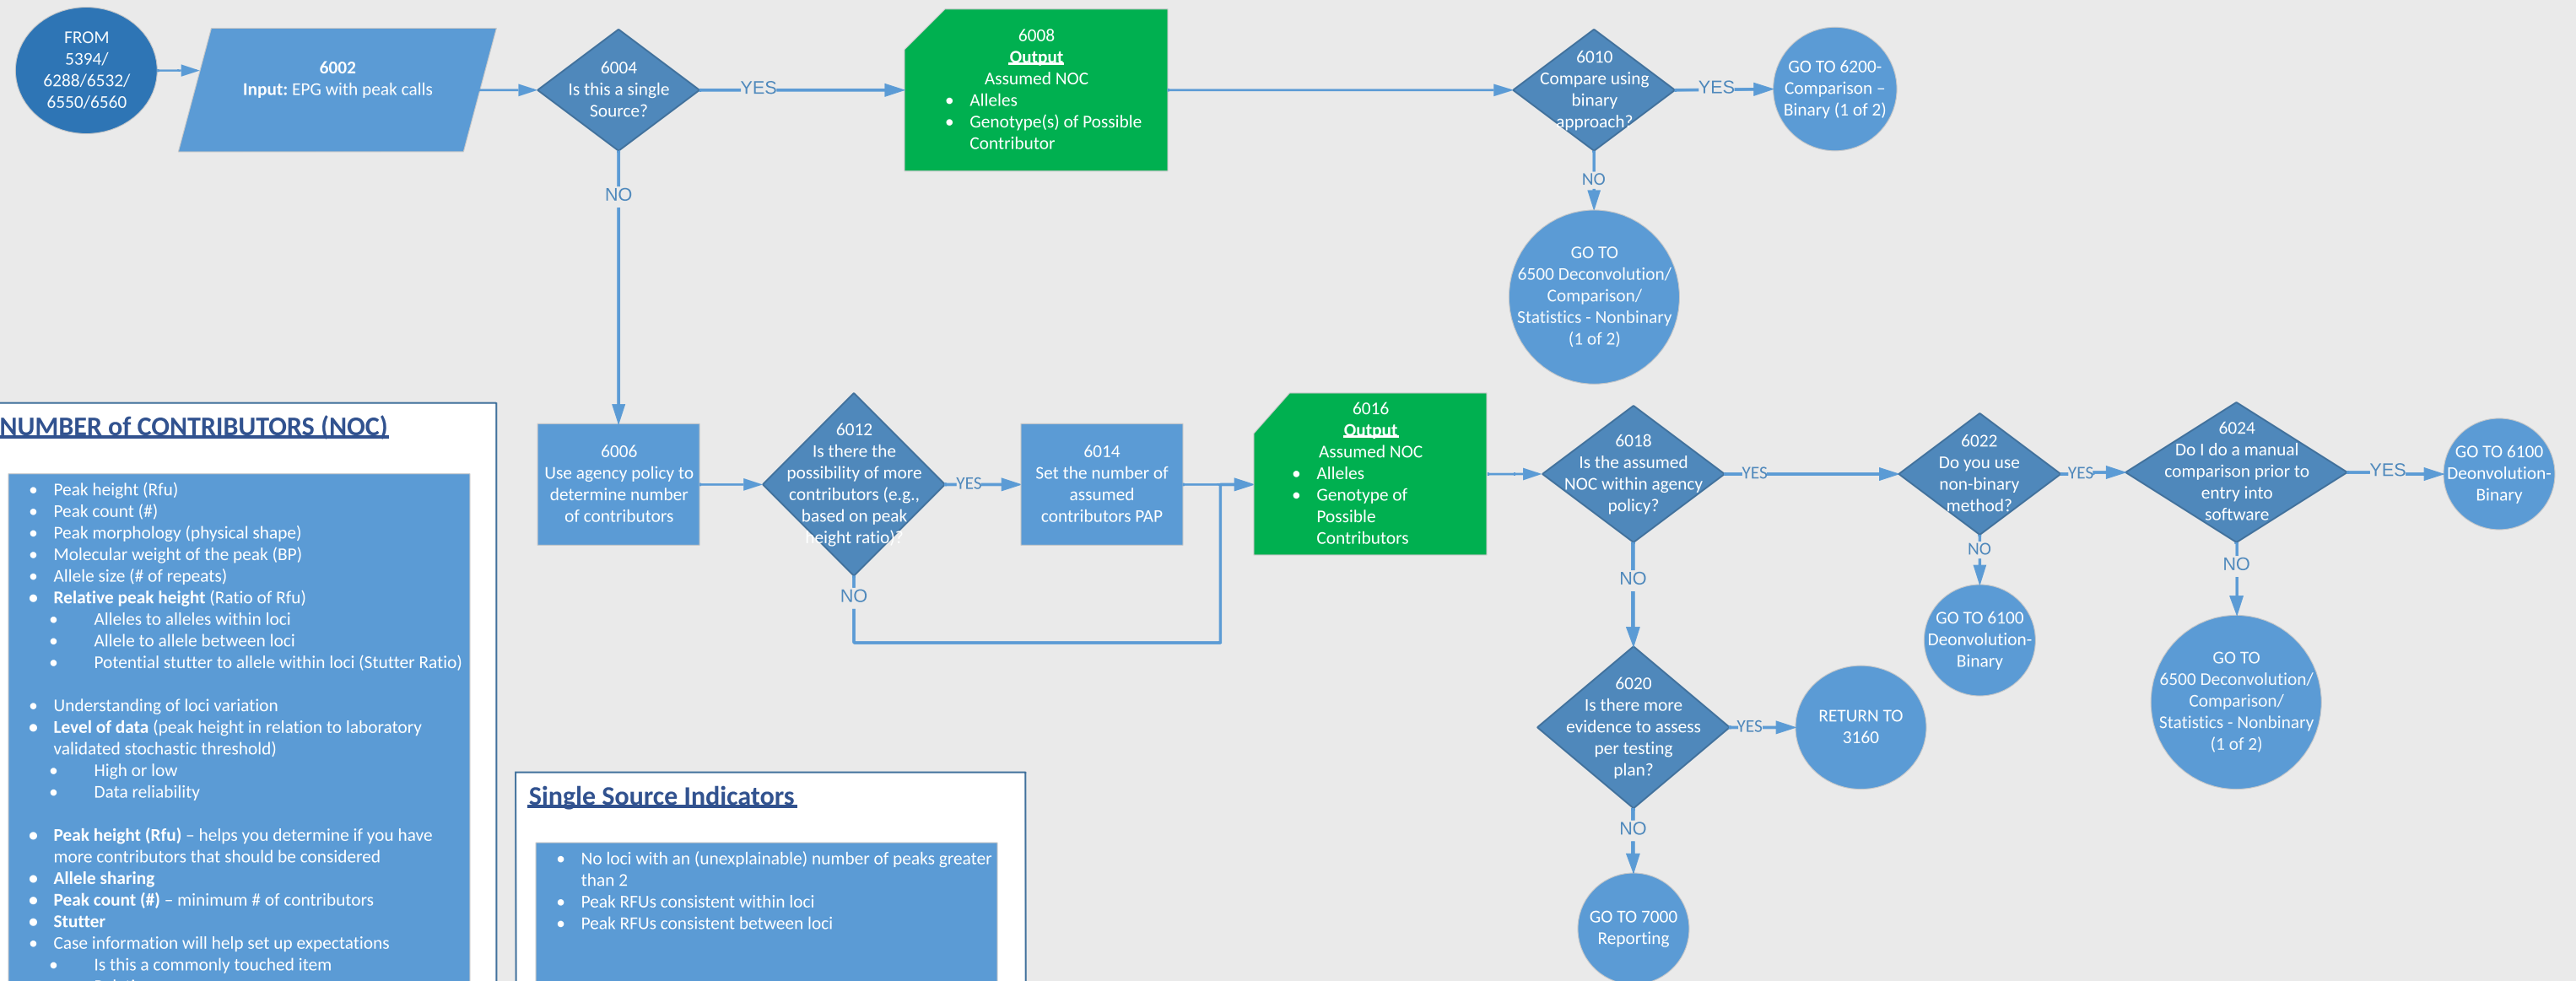 FROM
5394/
6288/6532/
6550/6560
6002
Input: EPG with peak calls
6004
Is this a single
Source?
YES
6008
Output
Assumed NOC
• Alleles
• Genotype(s) of Possible
Contributor
6010
Compare using
binary
approach?
YES
GO TO 6200-
Comparison –
Binary (1 of 2)
NO
GO TO
6500 Deconvolution/
Comparison/
Statistics - Nonbinary
(1 of 2)
NO
6006
Use agency policy to
determine number
of contributors
6012
Is there the
possibility of more
contributors (e.g.,
based on peak
height ratio)?
YES
NO
6014
Set the number of
assumed
contributors PAP
6016
Output
Assumed NOC
• Alleles
• Genotype of
Possible
Contributors
6018
Is the assumed
NOC within agency
policy?
YES
NO
6022
Do you use
non-binary
method?
YES
NO
GO TO 6100
Deonvolution-
Binary
6024
Do I do a manual
comparison prior to
entry into
software
YES
GO TO 6100
Deonvolution-
Binary
NO
GO TO
6500 Deconvolution/
Comparison/
Statistics - Nonbinary
(1 of 2)
6020
Is there more
evidence to assess
per testing
plan?
YES
RETURN TO
3160
NO
GO TO 7000
Reporting
NUMBER of CONTRIBUTORS (NOC)
• Peak height (Rfu)
• Peak count (#)
• Peak morphology (physical shape)
• Molecular weight of the peak (BP)
• Allele size (# of repeats)
• Relative peak height (Ratio of Rfu)
• Alleles to alleles within loci
• Allele to allele between loci
• Potential stutter to allele within loci (Stutter Ratio)
• Understanding of loci variation
• Level of data (peak height in relation to laboratory
validated stochastic threshold)
• High or low
• Data reliability
• Peak height (Rfu) – helps you determine if you have
more contributors that should be considered
• Allele sharing
• Peak count (#) – minimum # of contributors
• Stutter
• Case information will help set up expectations
• Is this a commonly touched item
Single Source Indicators
• No loci with an (unexplainable) number of peaks greater
than 2
• Peak RFUs consistent within loci
• Peak RFUs consistent between loci